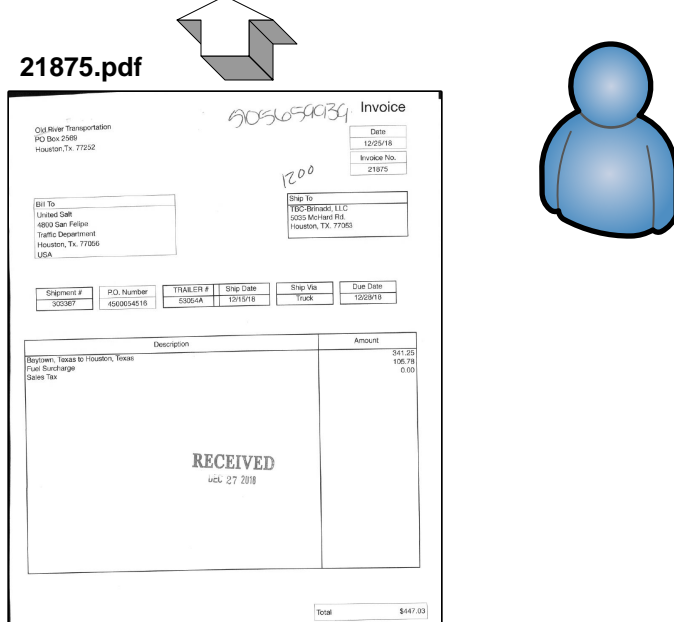 21875.pdf
5105659939 Invoice
Old River Transportation
PO Box 2569
Houston,Tx. 77252
Date
12/25/18
Invoice No.
21875
1200
Bill To
United Salt
4800 San Felipe
Traffic Department
Houston, Tx. 77056
USA
Ship To
TBC-Brinadd, LLC
5035 McHard Rd.
Houston, TX. 77053
Shipment # P.O. Number TRAILER # Ship Date Ship Via Due Date
303387 4500054516 53054A 12/15/18 Truck 12/28/18
Description Amount
Baytown, Texas to Houston, Texas 341.25
Fuel Surcharge 105.78
Sales Tax 0.00
RECEIVED
DEC 27 2018
Total $447.03